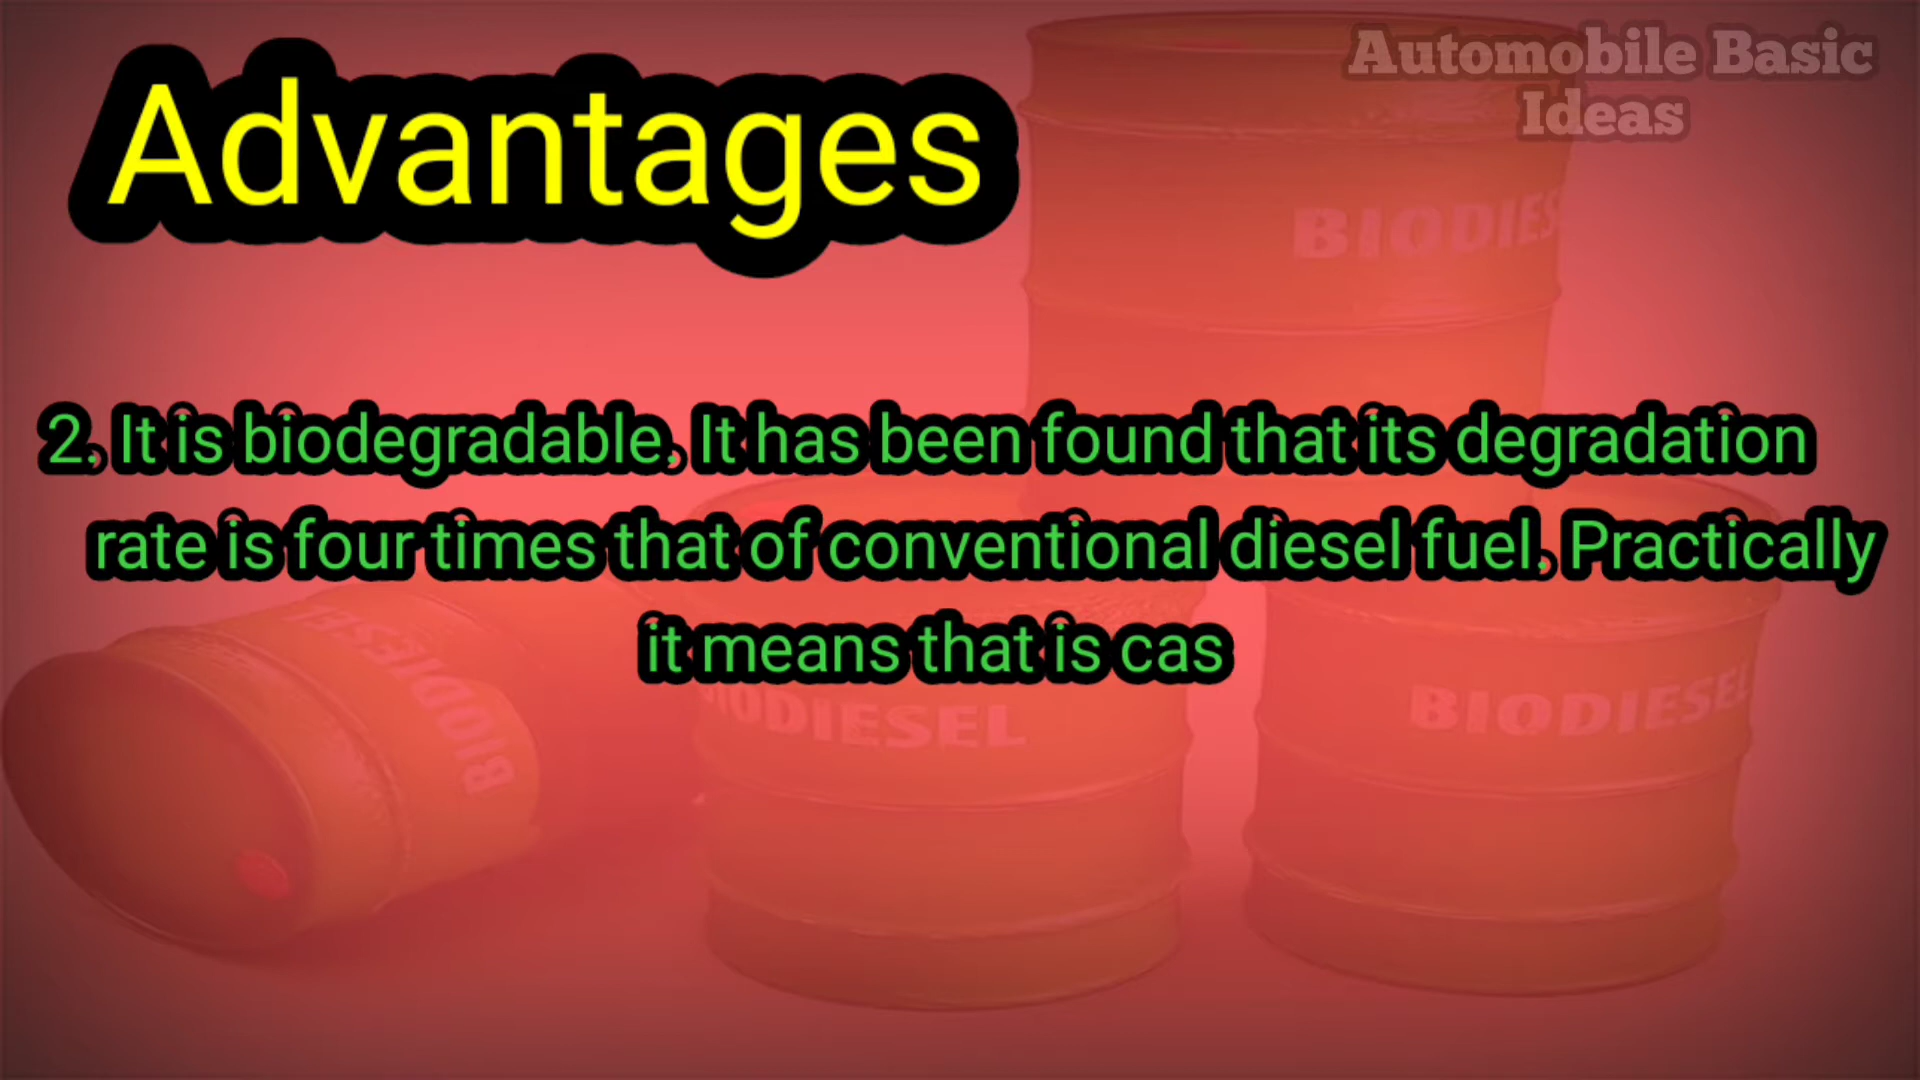 Automobile Basic
Ideas
Advantages
BIODIES
2. It is biodegradable. It has been found that its degradation
rate is four times that of conventional diesel fuel. Practically
it means that is cas
BIODIESEL
BIODIESEL
BIODIESEL